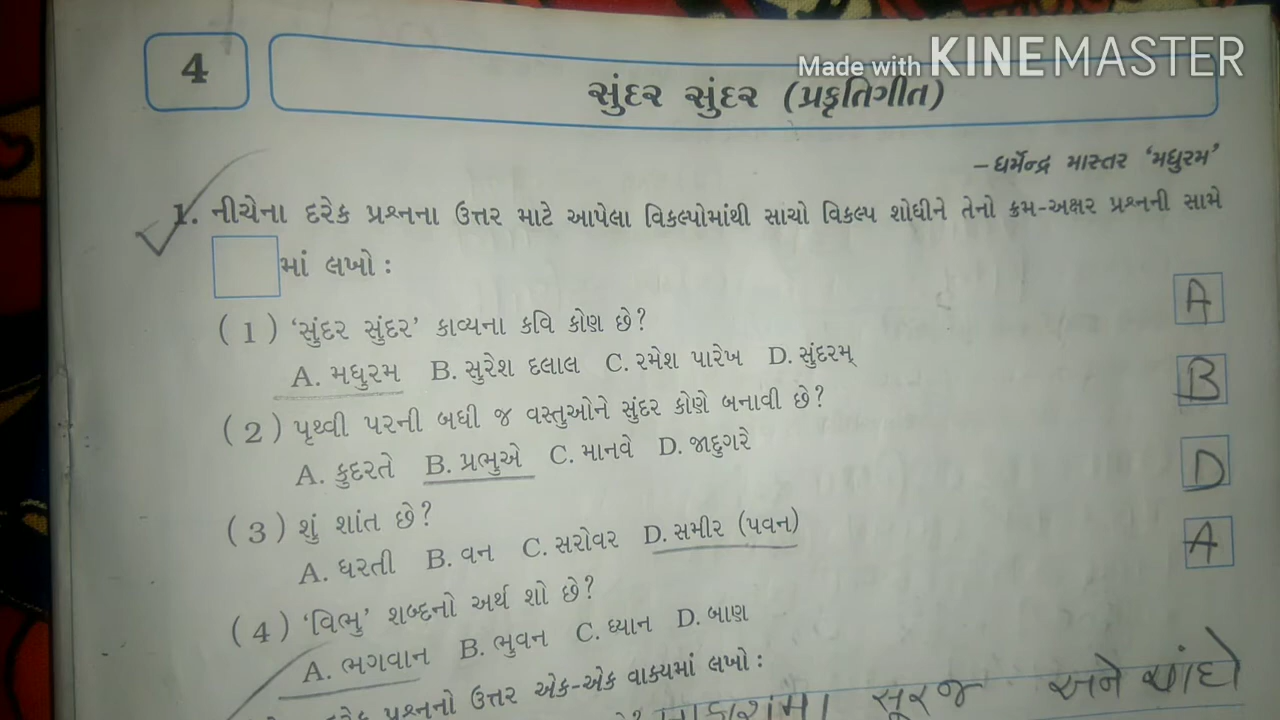 Made with KINEMASTER
4
સુંદર સુંદર (પ્રકૃતિગીત)
–ધર્મેન્દ્ર માસ્તર ‘મધુરમ’
1. નીચેના દરેક પ્રશ્નના ઉત્તર માટે આપેલા વિકલ્પોમાંથી સાચો વિકલ્પ શોધીને તેનો ક્રમ-અક્ષર પ્રશ્નની સામે
માં લખો :
(1) ‘સુંદર સુંદર’ કાવ્યના કવિ કોણ છે? A
A. મધુરમ B. સુરેશ દલાલ C. રમેશ પારેખ D. સુંદરમ્
(2) પૃથ્વી પરની બધી જ વસ્તુઓને સુંદર કોણે બનાવી છે? B
A. કુદરતે B. પ્રભુએ C. માનવે D. જાદુગરે
(3) શું શાંત છે? D
A. ધરતી B. વન C. સરોવર D. સમીર (પવન)
(4) ‘વિભુ’ શબ્દનો અર્થ શો છે? A
A. ભગવાન B. ભુવન C. ધ્યાન D. બાણ
પ્રશ્નનો ઉત્તર એક-એક વાક્યમાં લખો :
સૂરજ અને ચાંદો